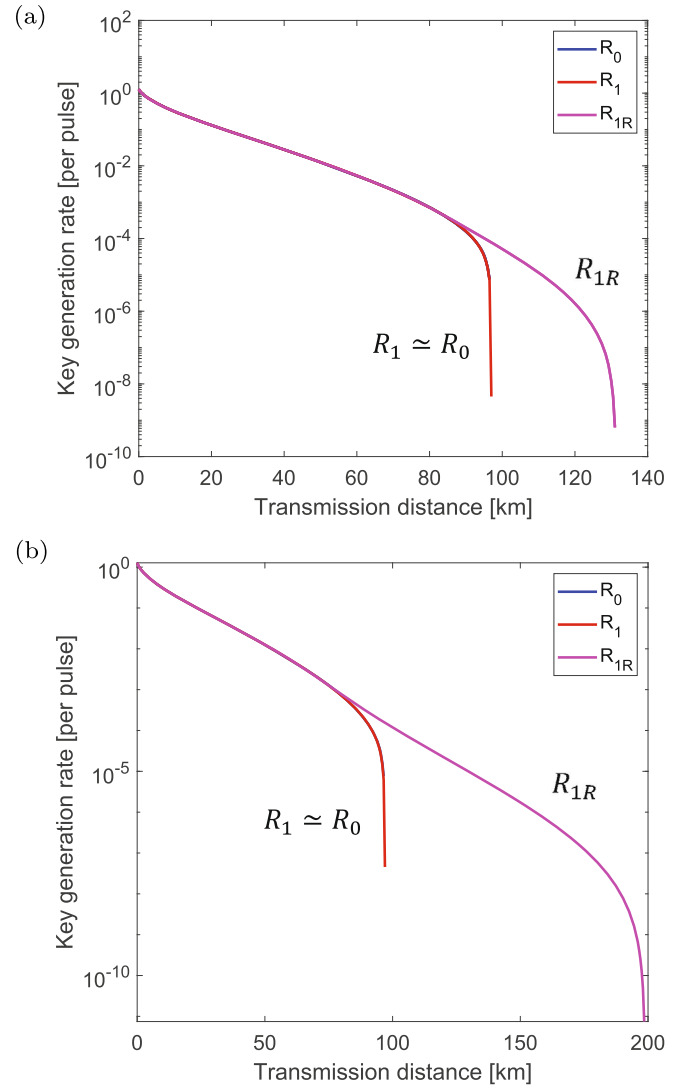 (a)
10^2
10^0
10^-2
10^-4
10^-6
10^-8
10^-10
Key generation rate [per pulse]
R_0
R_1
R_1R
R_1R
R_1 ≃ R_0
0 20 40 60 80 100 120 140
Transmission distance [km]
(b)
10^0
10^-5
10^-10
Key generation rate [per pulse]
R_0
R_1
R_1R
R_1R
R_1 ≃ R_0
0 50 100 150 200
Transmission distance [km]